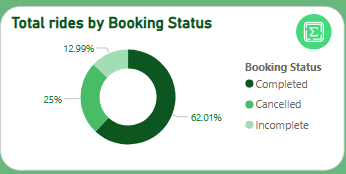 Total rides by Booking Status
12.99%
25%
62.01%
Booking Status
Completed
Cancelled
Incomplete